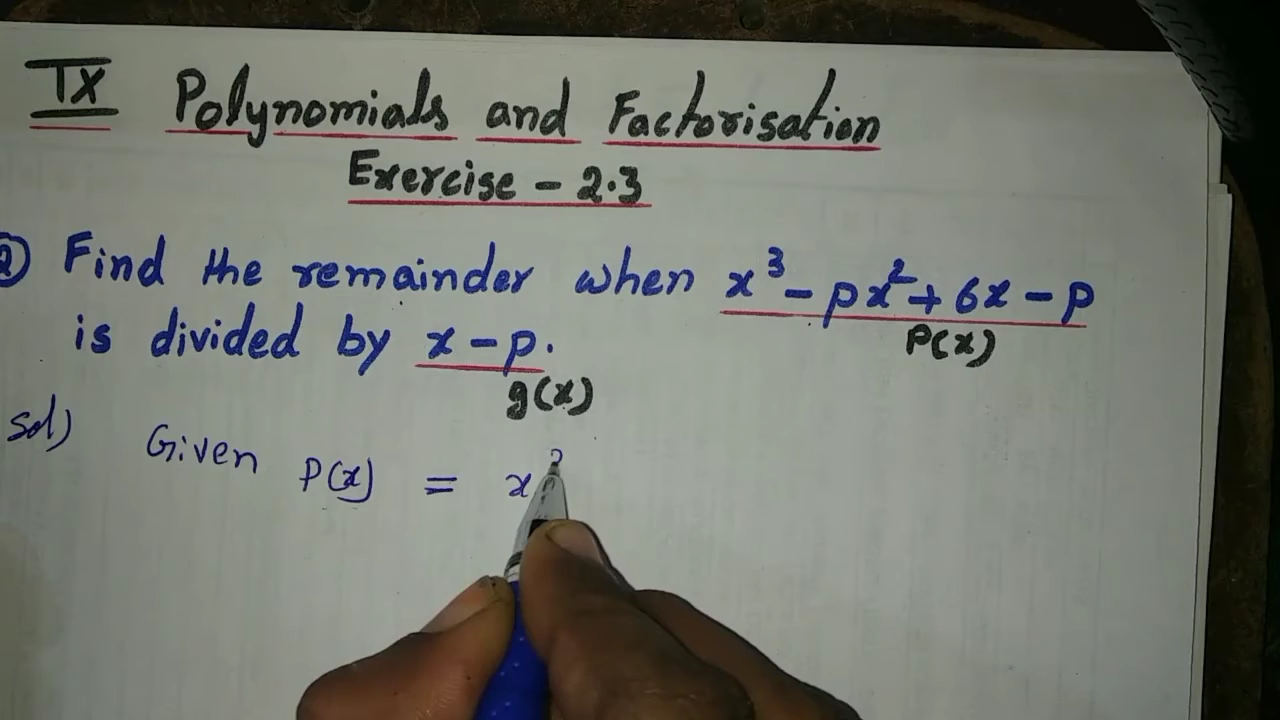 IX Polynomials and Factorisation
Exercise - 2.3
2) Find the remainder when x³ - px² + 6x - p
P(x)
is divided by x - p.
g(x)
Sol) Given P(x) = x³